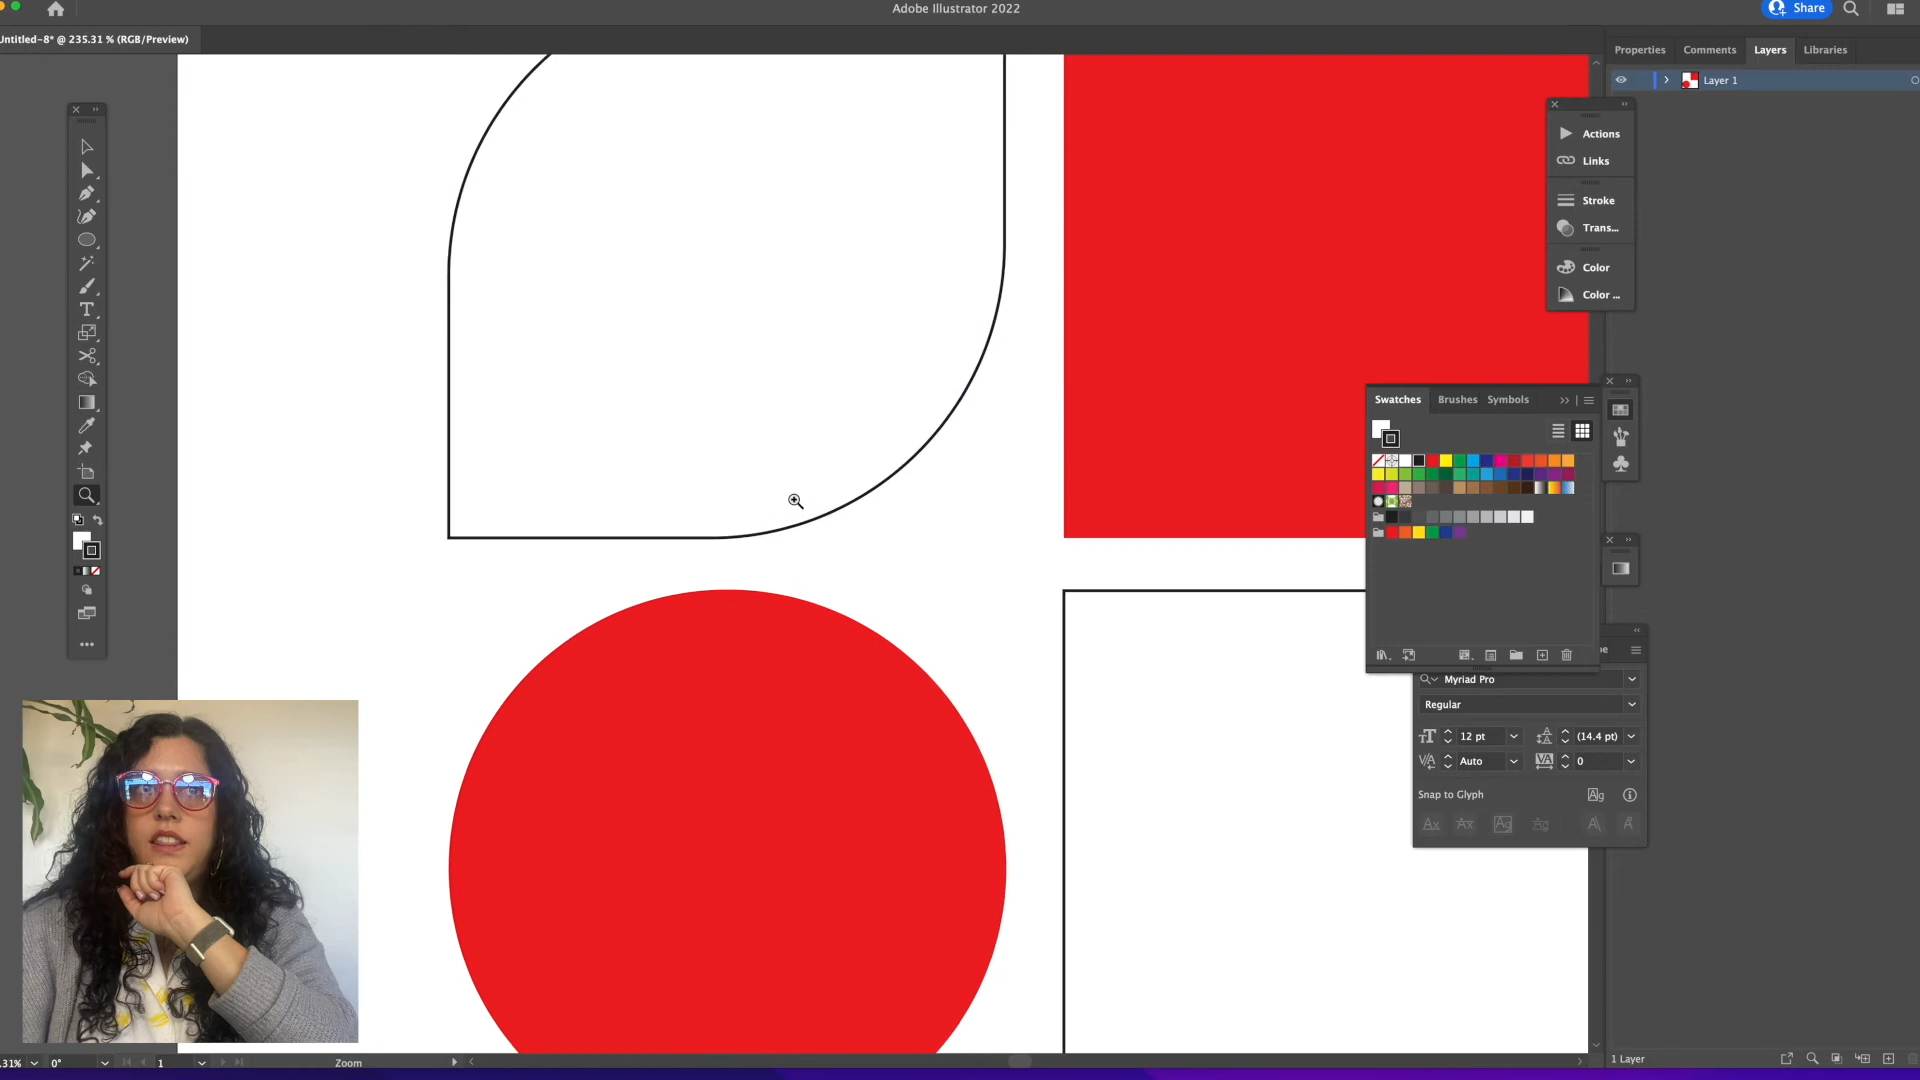 Adobe Illustrator 2022
Share
Untitled-8* @ 235.31 % (RGB/Preview)
Properties
Comments
Layers
Libraries
Layer 1
Actions
Links
Stroke
Trans...
Color
Color ...
Swatches
Brushes
Symbols
Myriad Pro
Regular
12 pt
(14.4 pt)
Auto
0
Snap to Glyph
.31%
0°
1
Zoom
1 Layer